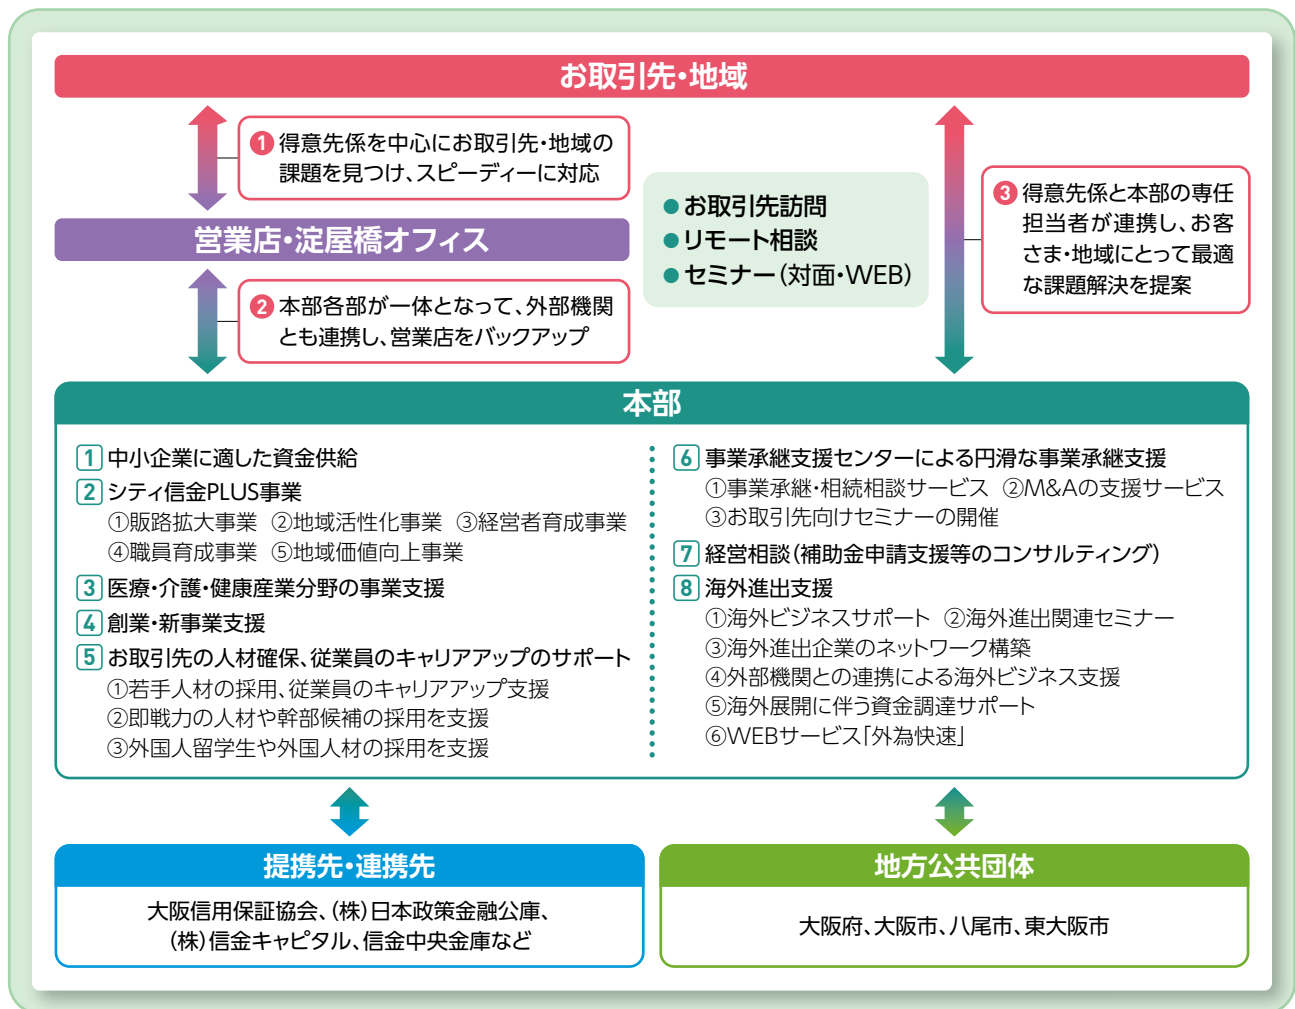 お取引先・地域
❶ 得意先係を中心にお取引先・地域の
課題を見つけ、スピーディーに対応
営業店・淀屋橋オフィス
❷ 本部各部が一体となって、外部機関
とも連携し、営業店をバックアップ
● お取引先訪問
● リモート相談
● セミナー（対面・WEB）
❸ 得意先係と本部の専任
担当者が連携し、お客
さま・地域にとって最適
な課題解決を提案
本部
1 中小企業に適した資金供給
2 シティ信金PLUS事業
①販路拡大事業 ②地域活性化事業 ③経営者育成事業
④職員育成事業 ⑤地域価値向上事業
3 医療・介護・健康産業分野の事業支援
4 創業・新事業支援
5 お取引先の人材確保、従業員のキャリアアップのサポート
①若手人材の採用、従業員のキャリアアップ支援
②即戦力の人材や幹部候補の採用を支援
③外国人留学生や外国人材の採用を支援
6 事業承継支援センターによる円滑な事業承継支援
①事業承継・相続相談サービス ②M&Aの支援サービス
③お取引先向けセミナーの開催
7 経営相談（補助金申請支援等のコンサルティング）
8 海外進出支援
①海外ビジネスサポート ②海外進出関連セミナー
③海外進出企業のネットワーク構築
④外部機関との連携による海外ビジネス支援
⑤海外展開に伴う資金調達サポート
⑥WEBサービス「外為快速」
提携先・連携先
大阪信用保証協会、（株）日本政策金融公庫、
（株）信金キャピタル、信金中央金庫など
地方公共団体
大阪府、大阪市、八尾市、東大阪市